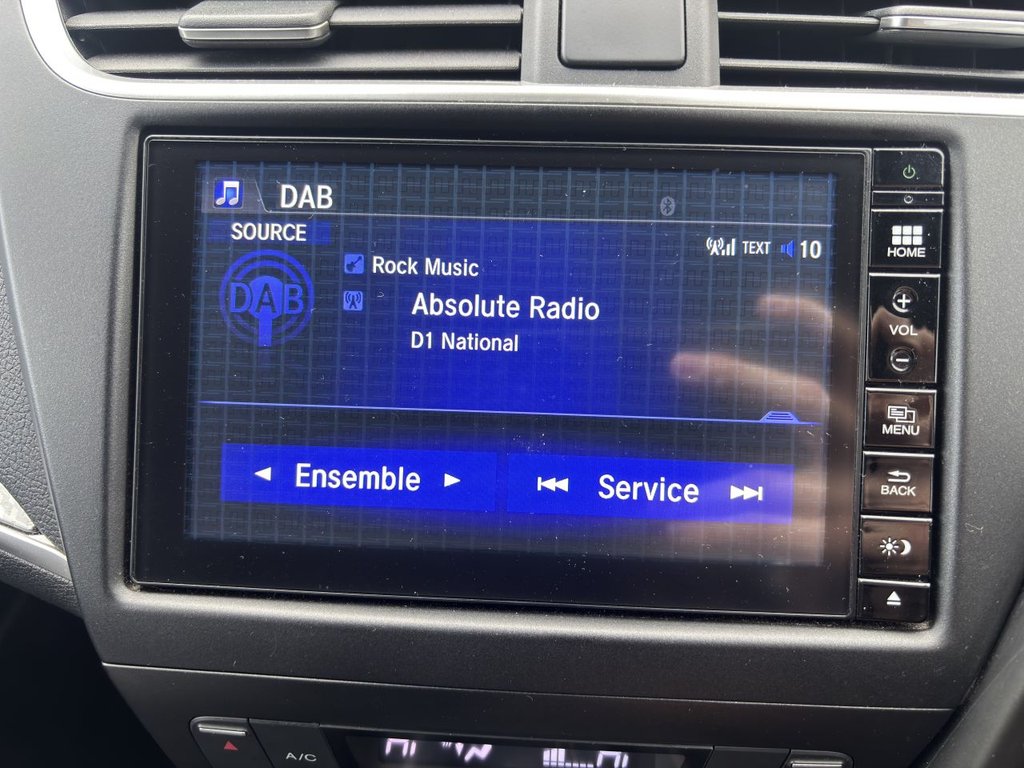 DAB
SOURCE
TEXT 10
DAB
Rock Music
Absolute Radio
D1 National
Ensemble
Service
HOME
VOL
MENU
BACK
A/C